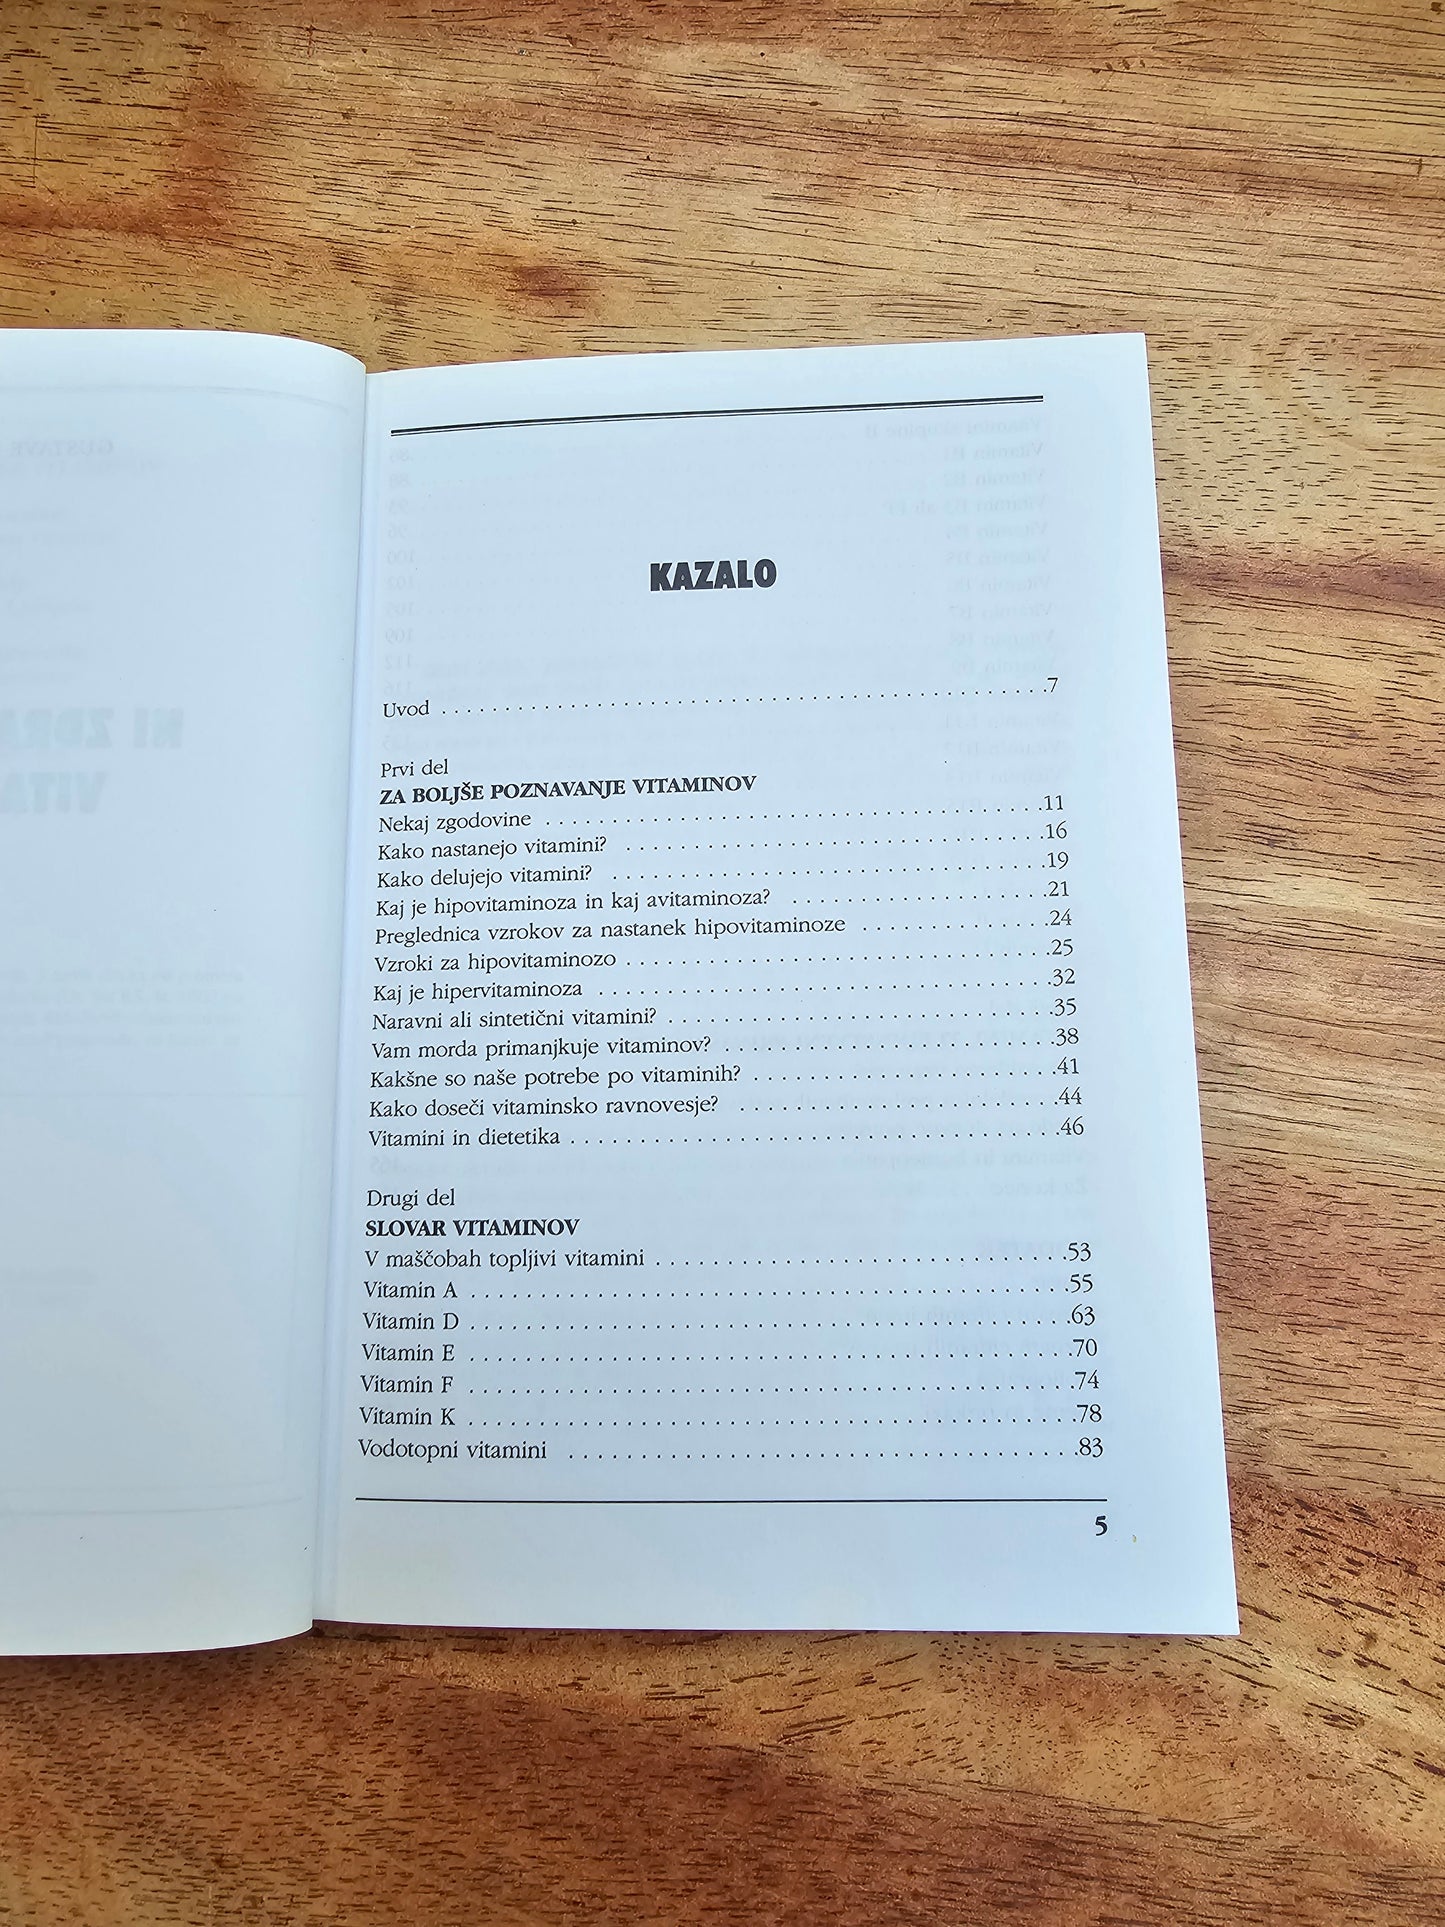 KAZALO
Uvod . . . . . . . . . . . . . . . . . . . . . . . . . . . . . . . . . . . . . . . .7
Prvi del
ZA BOLJŠE POZNAVANJE VITAMINOV
Nekaj zgodovine . . . . . . . . . . . . . . . . . . . . . . . . . . . . . . . .11
Kako nastanejo vitamini? . . . . . . . . . . . . . . . . . . . . . . . . . . .16
Kako delujejo vitamini? . . . . . . . . . . . . . . . . . . . . . . . . . . . .19
Kaj je hipovitaminoza in kaj avitaminoza? . . . . . . . . . . . . . . . . .21
Preglednica vzrokov za nastanek hipovitaminoze . . . . . . . . . . . . .24
Vzroki za hipovitaminozo . . . . . . . . . . . . . . . . . . . . . . . . . . .25
Kaj je hipervitaminoza . . . . . . . . . . . . . . . . . . . . . . . . . . . . .32
Naravni ali sintetični vitamini? . . . . . . . . . . . . . . . . . . . . . . . .35
Vam morda primanjkuje vitaminov? . . . . . . . . . . . . . . . . . . . . .38
Kakšne so naše potrebe po vitaminih? . . . . . . . . . . . . . . . . . . .41
Kako doseči vitaminsko ravnovesje? . . . . . . . . . . . . . . . . . . . .44
Vitamini in dietetika . . . . . . . . . . . . . . . . . . . . . . . . . . . . . . .46
Drugi del
SLOVAR VITAMINOV
V maščobah topljivi vitamini . . . . . . . . . . . . . . . . . . . . . . . . .53
Vitamin A . . . . . . . . . . . . . . . . . . . . . . . . . . . . . . . . . . . . . .55
Vitamin D . . . . . . . . . . . . . . . . . . . . . . . . . . . . . . . . . . . . . .63
Vitamin E . . . . . . . . . . . . . . . . . . . . . . . . . . . . . . . . . . . . . .70
Vitamin F . . . . . . . . . . . . . . . . . . . . . . . . . . . . . . . . . . . . . .74
Vitamin K . . . . . . . . . . . . . . . . . . . . . . . . . . . . . . . . . . . . . .78
Vodotopni vitamini . . . . . . . . . . . . . . . . . . . . . . . . . . . . . . . .83
5